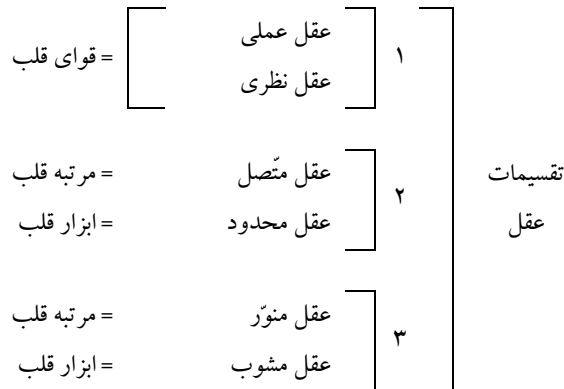 تقسیمات
عقل
۱
عقل عملی
عقل نظری
= قوای قلب
۲
عقل متّصل = مرتبه قلب
عقل محدود = ابزار قلب
۳
عقل منوّر = مرتبه قلب
عقل مشوب = ابزار قلب